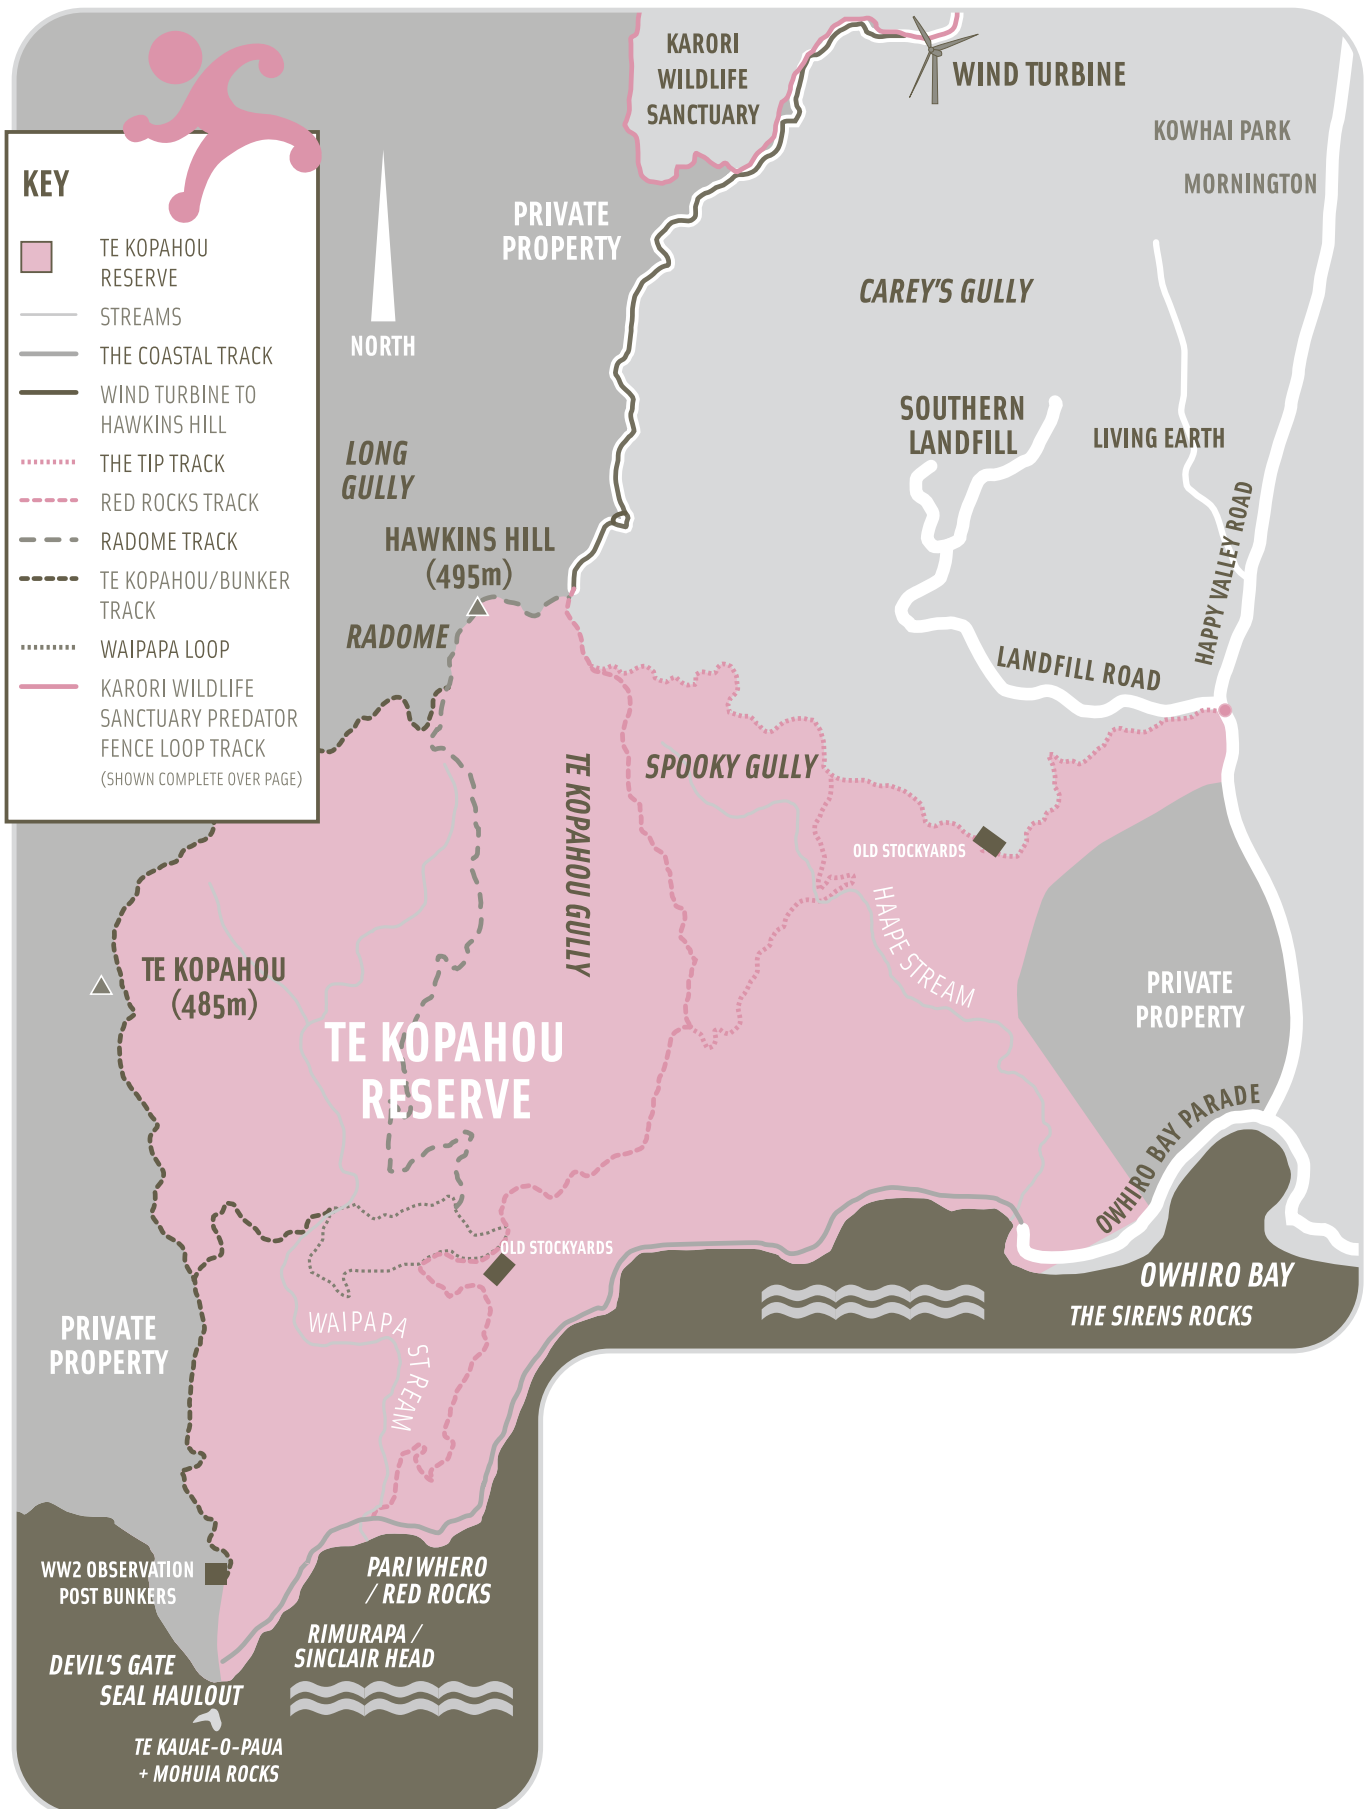 KARORI
WILDLIFE
SANCTUARY
WIND TURBINE
KOWHAI PARK
MORNINGTON
KEY
TE KOPAHOU
RESERVE
STREAMS
THE COASTAL TRACK
WIND TURBINE TO
HAWKINS HILL
THE TIP TRACK
RED ROCKS TRACK
RADOME TRACK
TE KOPAHOU/BUNKER
TRACK
WAIPAPA LOOP
KARORI WILDLIFE
SANCTUARY PREDATOR
FENCE LOOP TRACK
(SHOWN COMPLETE OVER PAGE)
PRIVATE
PROPERTY
NORTH
CAREY'S GULLY
SOUTHERN
LANDFILL
LIVING EARTH
HAPPY VALLEY ROAD
LONG
GULLY
HAWKINS HILL
(495m)
RADOME
LANDFILL ROAD
TE KOPAHOU GULLY
SPOOKY GULLY
OLD STOCKYARDS
HAAPE STREAM
TE KOPAHOU
(485m)
PRIVATE
PROPERTY
TE KOPAHOU
RESERVE
OWHIRO BAY PARADE
OLD STOCKYARDS
OWHIRO BAY
THE SIRENS ROCKS
WAIPAPA
STREAM
PRIVATE
PROPERTY
WW2 OBSERVATION
POST BUNKERS
PARIWHERO
/ RED ROCKS
RIMURAPA /
SINCLAIR HEAD
DEVIL'S GATE
SEAL HAULOUT
TE KAUAE-O-PAUA
+ MOHUIA ROCKS